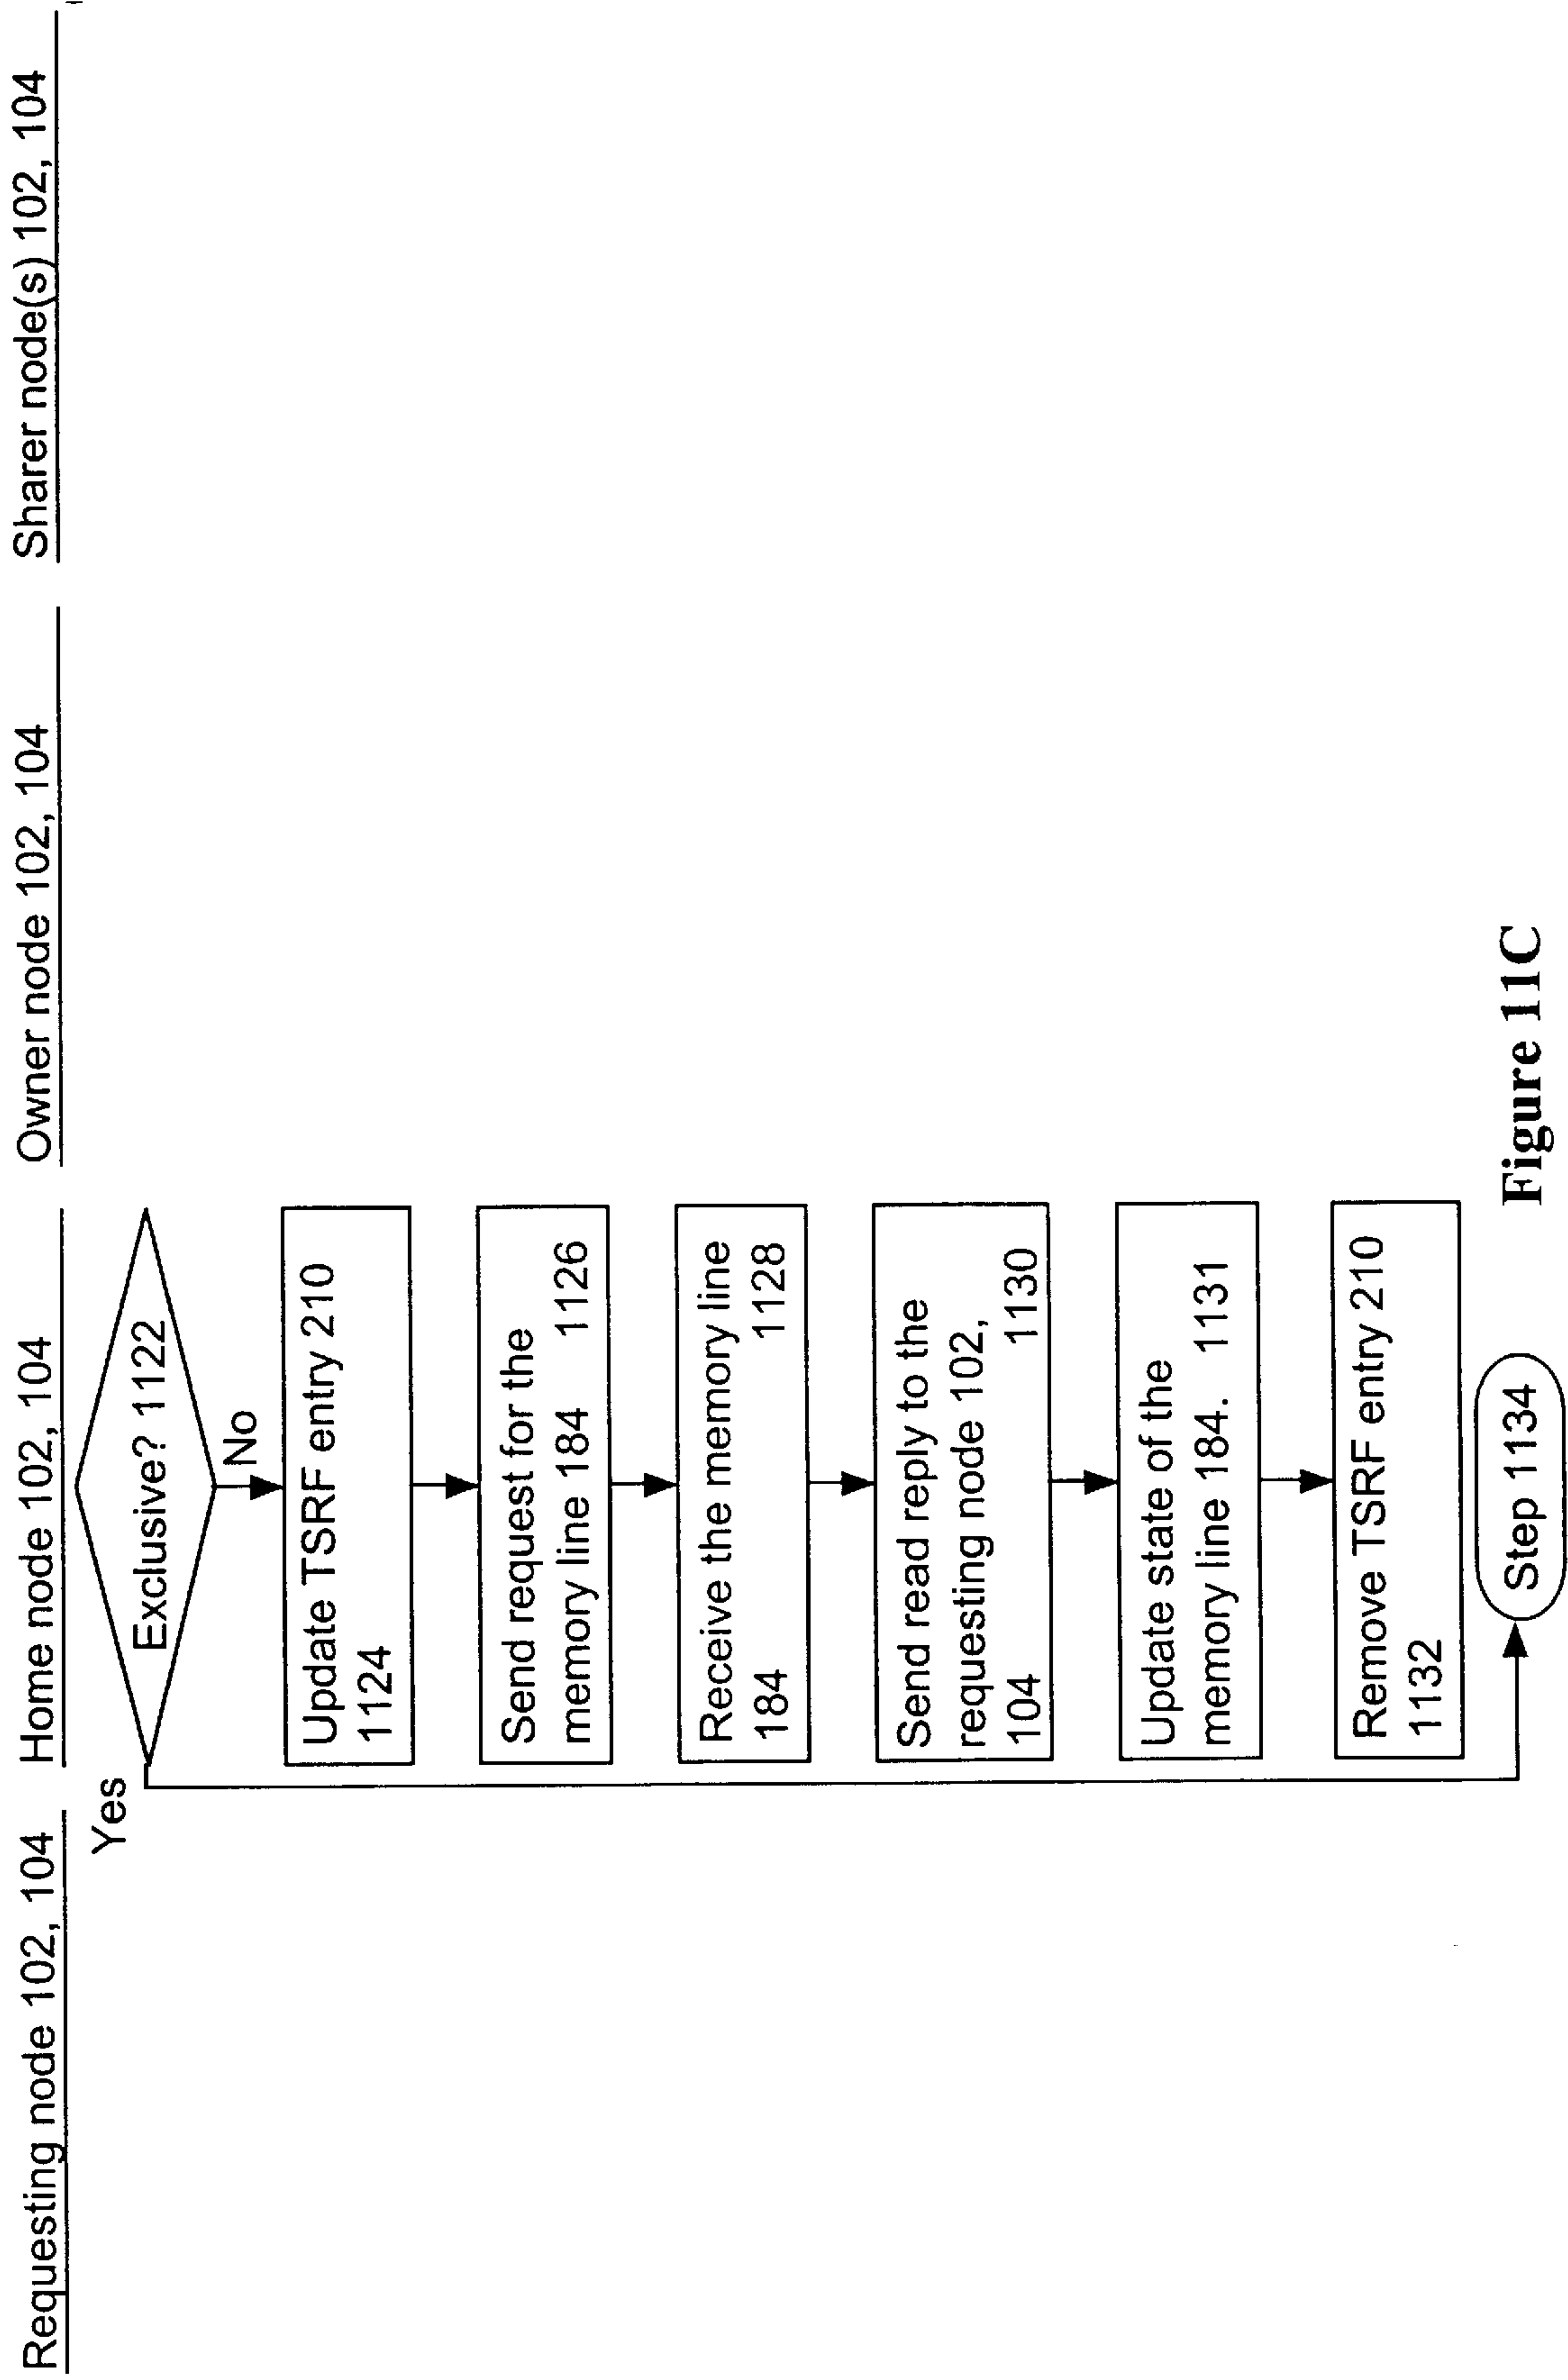 Requesting node 102, 104
Home node 102, 104
Owner node 102, 104
Sharer node(s) 102, 104
Yes
Exclusive? 1122
No
Update TSRF entry 210
1124
Send request for the
memory line 184 1126
Receive the memory line
184 1128
Send read reply to the
requesting node 102,
104 1130
Update state of the
memory line 184. 1131
Remove TSRF entry 210
1132
Step 1134
Figure 11C